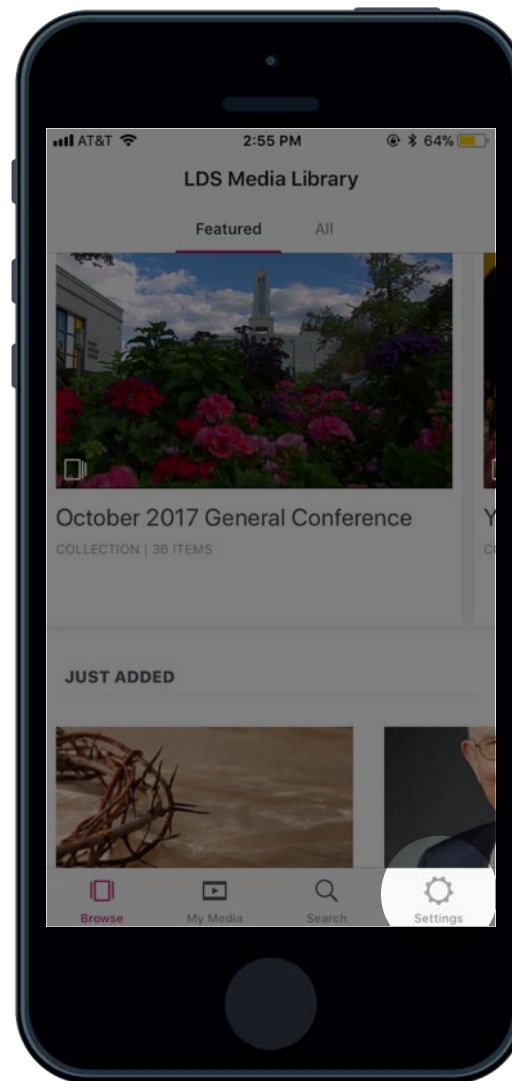 AT&T 2:55 PM 64%
LDS Media Library
Featured All
October 2017 General Conference Y
COLLECTION | 36 ITEMS
JUST ADDED
Browse My Media Search Settings